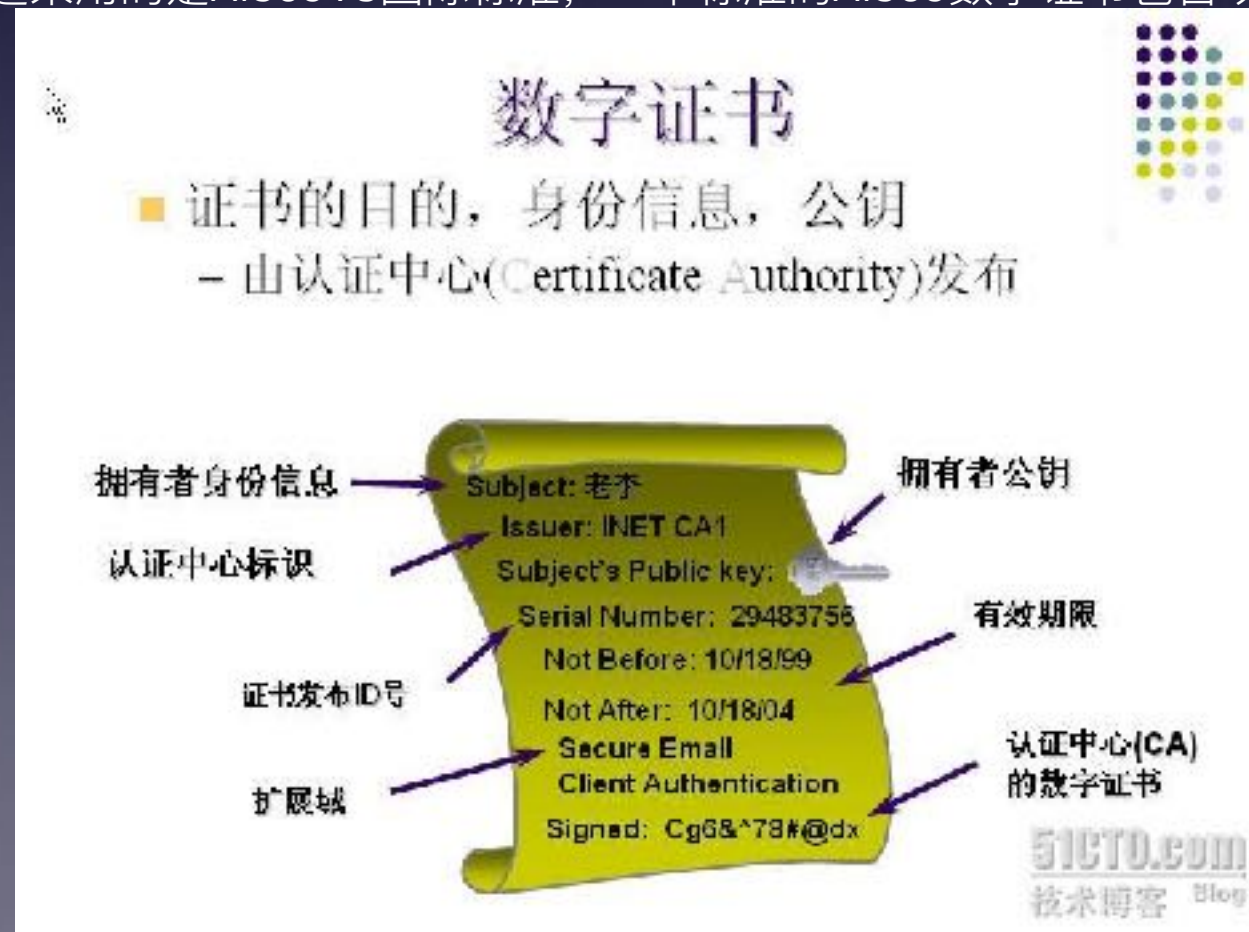 数字证书
证书的目的，身份信息，公钥
– 由认证中心(Certificate Authority)发布
拥有者身份信息
认证中心标识
证书发布ID号
扩展域
Subject: 老李
Issuer: INET CA1
Subject's Public key:
Serial Number: 29483756
Not Before: 10/18/99
Not After: 10/18/04
Secure Email
Client Authentication
Signed: Cg6&^78#@dx
拥有者公钥
有效期限
认证中心(CA)
的数字证书
51CTO.com
技术博客 Blog